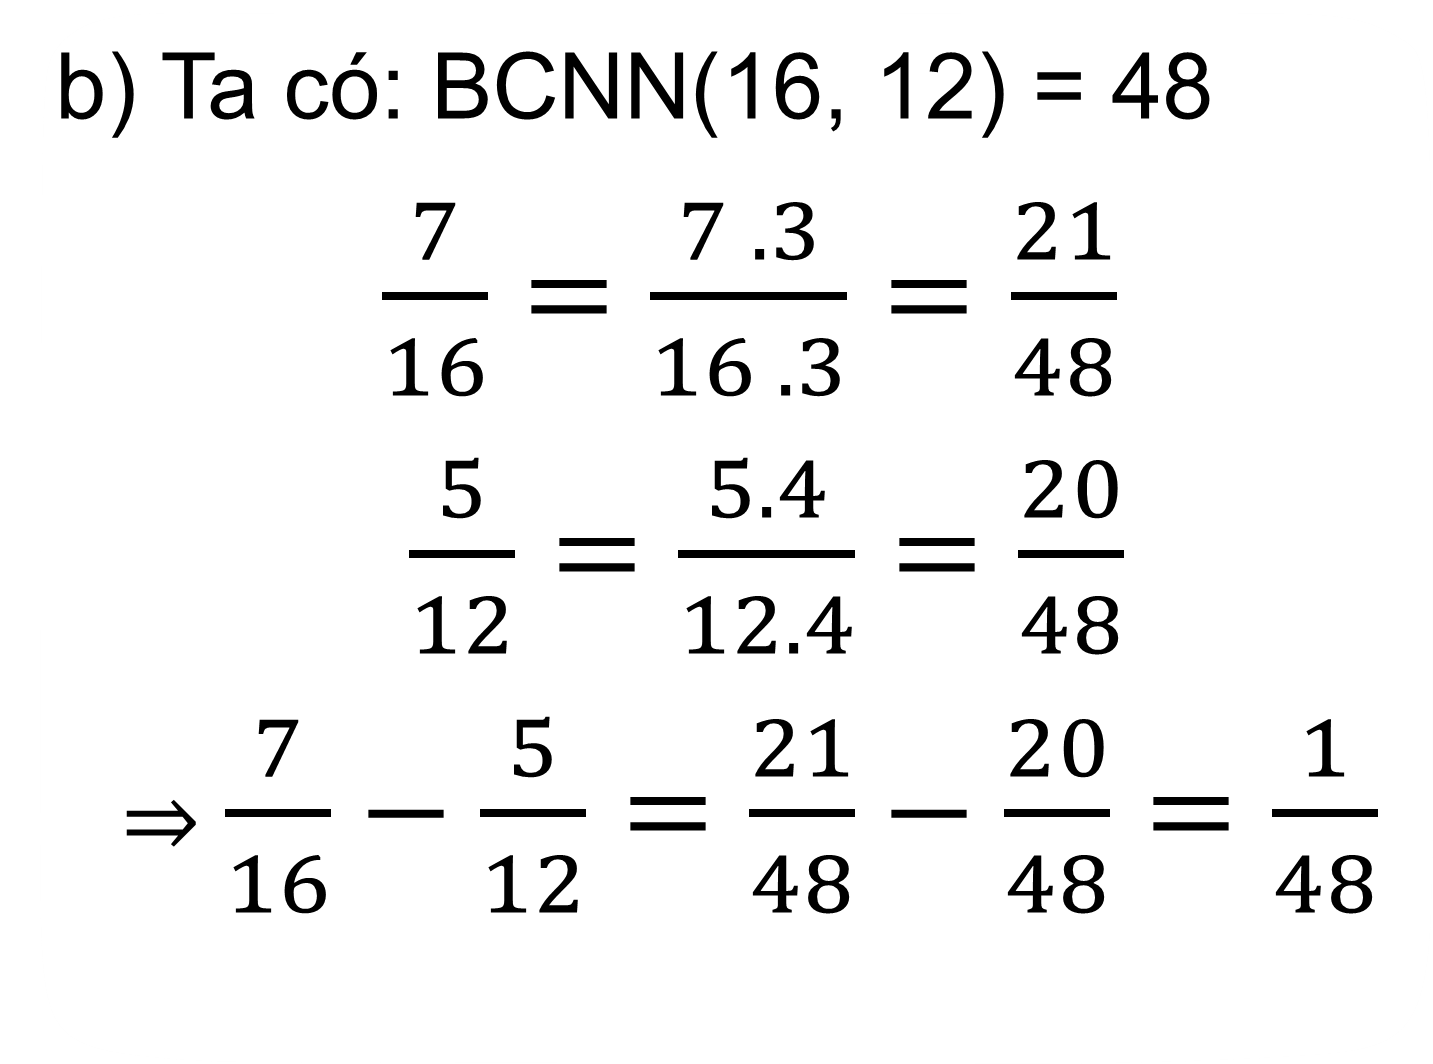 b) Ta có: BCNN(16, 12) = 48
7/16 = 7 .3/16 .3 = 21/48
5/12 = 5.4/12.4 = 20/48
⇒ 7/16 − 5/12 = 21/48 − 20/48 = 1/48